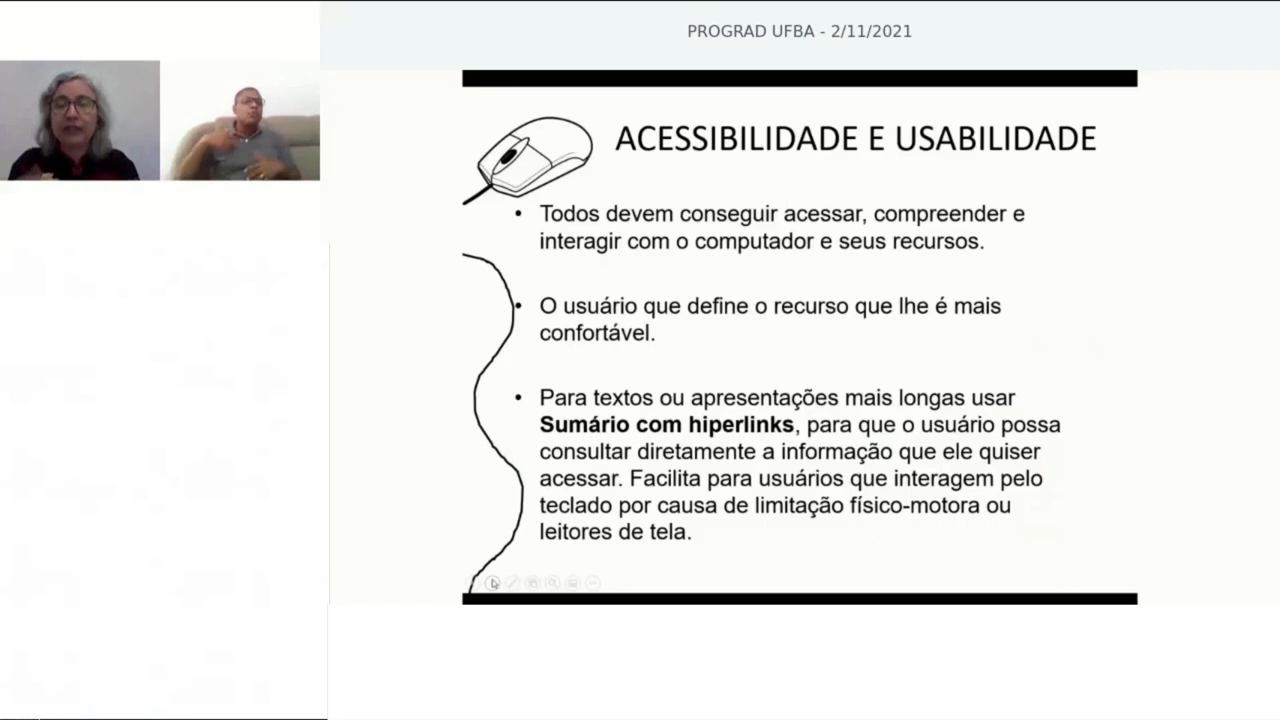 PROGRAD UFBA - 2/11/2021
ACESSIBILIDADE E USABILIDADE
• Todos devem conseguir acessar, compreender e
interagir com o computador e seus recursos.
• O usuário que define o recurso que lhe é mais
confortável.
• Para textos ou apresentações mais longas usar
Sumário com hiperlinks, para que o usuário possa
consultar diretamente a informação que ele quiser
acessar. Facilita para usuários que interagem pelo
teclado por causa de limitação físico-motora ou
leitores de tela.